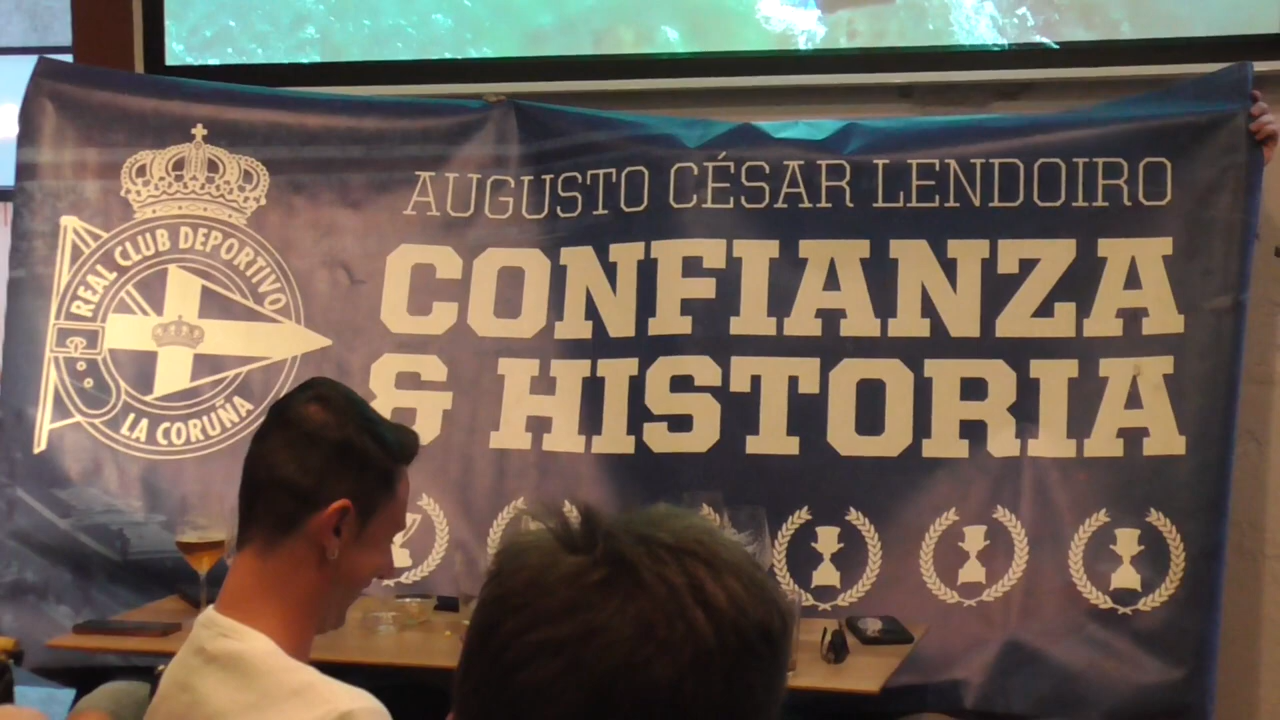 REAL CLUB DEPORTIVO
LA CORUÑA
AUGUSTO CÉSAR LENDOIRO
CONFIANZA
& HISTORIA